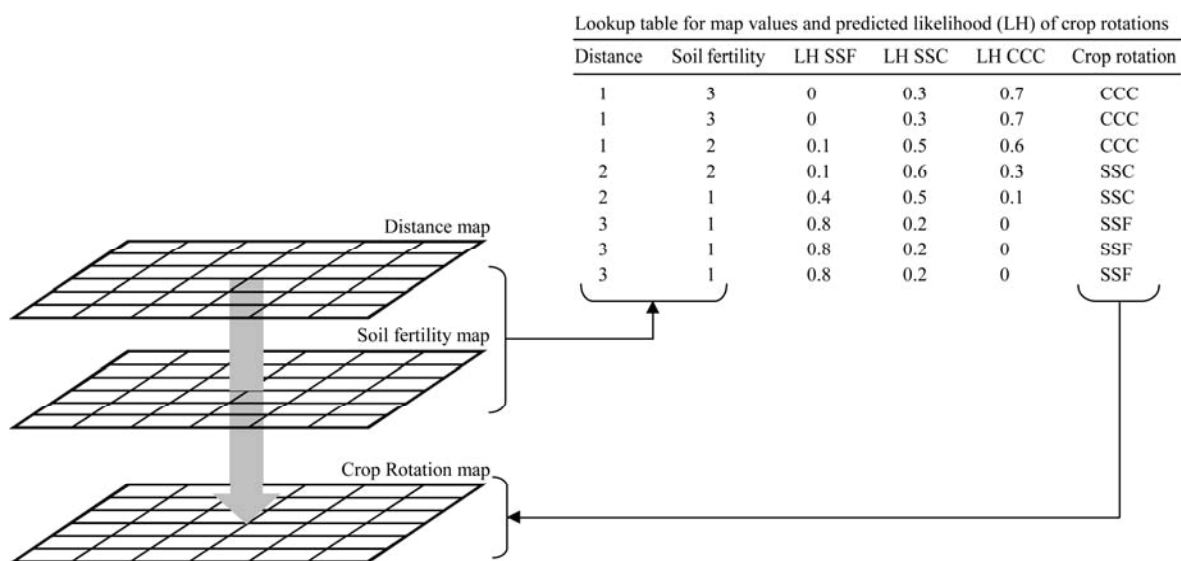 Lookup table for map values and predicted likelihood (LH) of crop rotations
Distance Soil fertility LH SSF LH SSC LH CCC Crop rotation
1 3 0 0.3 0.7 CCC
1 3 0 0.3 0.7 CCC
1 2 0.1 0.5 0.6 CCC
2 2 0.1 0.6 0.3 SSC
2 1 0.4 0.5 0.1 SSC
3 1 0.8 0.2 0 SSF
3 1 0.8 0.2 0 SSF
3 1 0.8 0.2 0 SSF
Distance map
Soil fertility map
Crop Rotation map